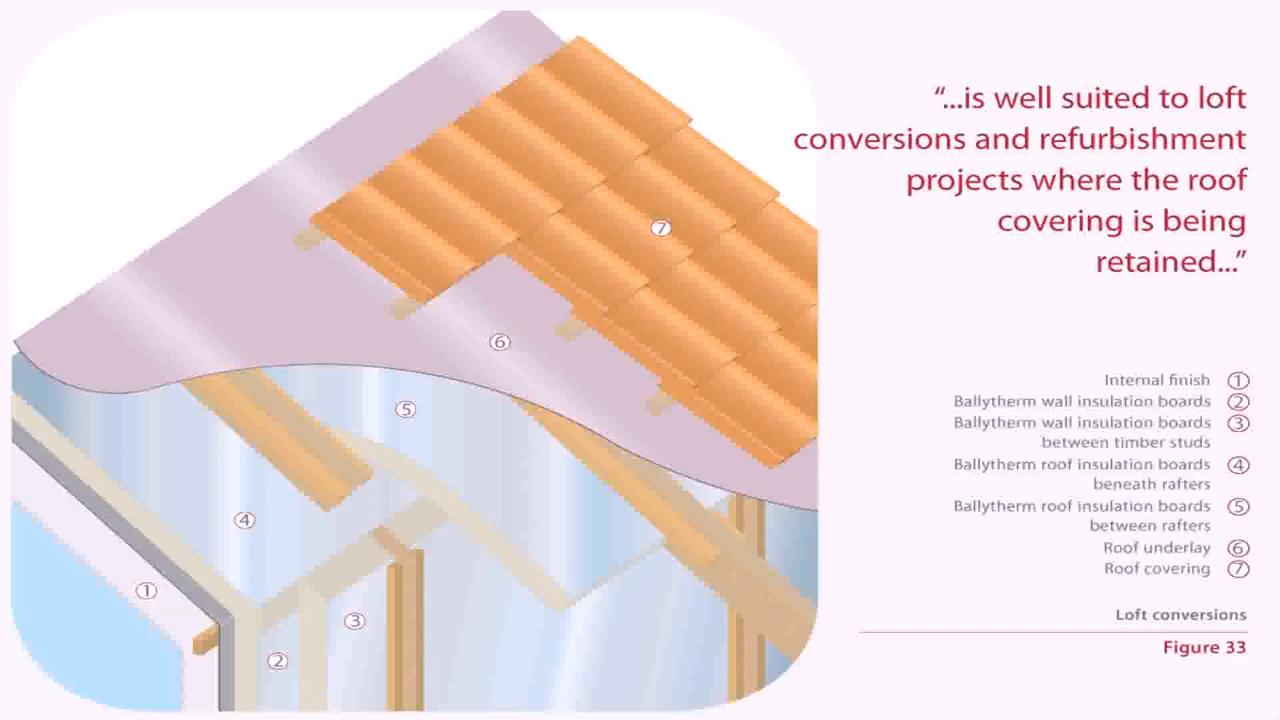 “...is well suited to loft
conversions and refurbishment
projects where the roof
covering is being
retained...”
Internal finish ①
Ballytherm wall insulation boards ②
Ballytherm wall insulation boards ③
between timber studs
Ballytherm roof insulation boards ④
beneath rafters
Ballytherm roof insulation boards ⑤
between rafters
Roof underlay ⑥
Roof covering ⑦
Loft conversions
Figure 33
⑦
⑥
⑤
④
①
③
②